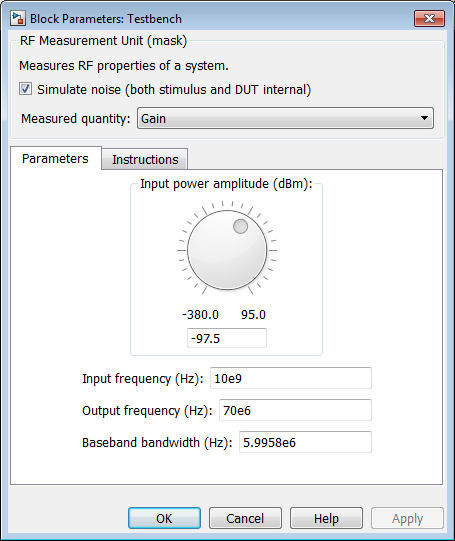 Block Parameters: Testbench
RF Measurement Unit (mask)
Measures RF properties of a system.
Simulate noise (both stimulus and DUT internal)
Measured quantity: Gain
Parameters Instructions
Input power amplitude (dBm):
-380.0 95.0
-97.5
Input frequency (Hz): 10e9
Output frequency (Hz): 70e6
Baseband bandwidth (Hz): 5.9958e6
OK Cancel Help Apply